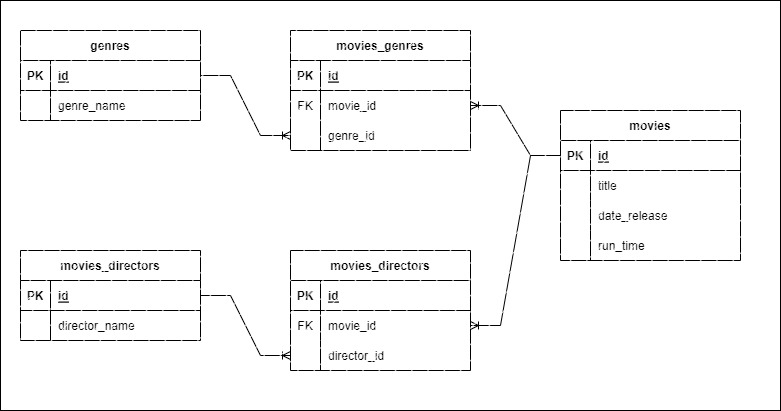 genres
PK id
genre_name
movies_genres
PK id
FK movie_id
genre_id
movies
PK id
title
date_release
run_time
movies_directors
PK id
director_name
movies_directors
PK id
FK movie_id
director_id